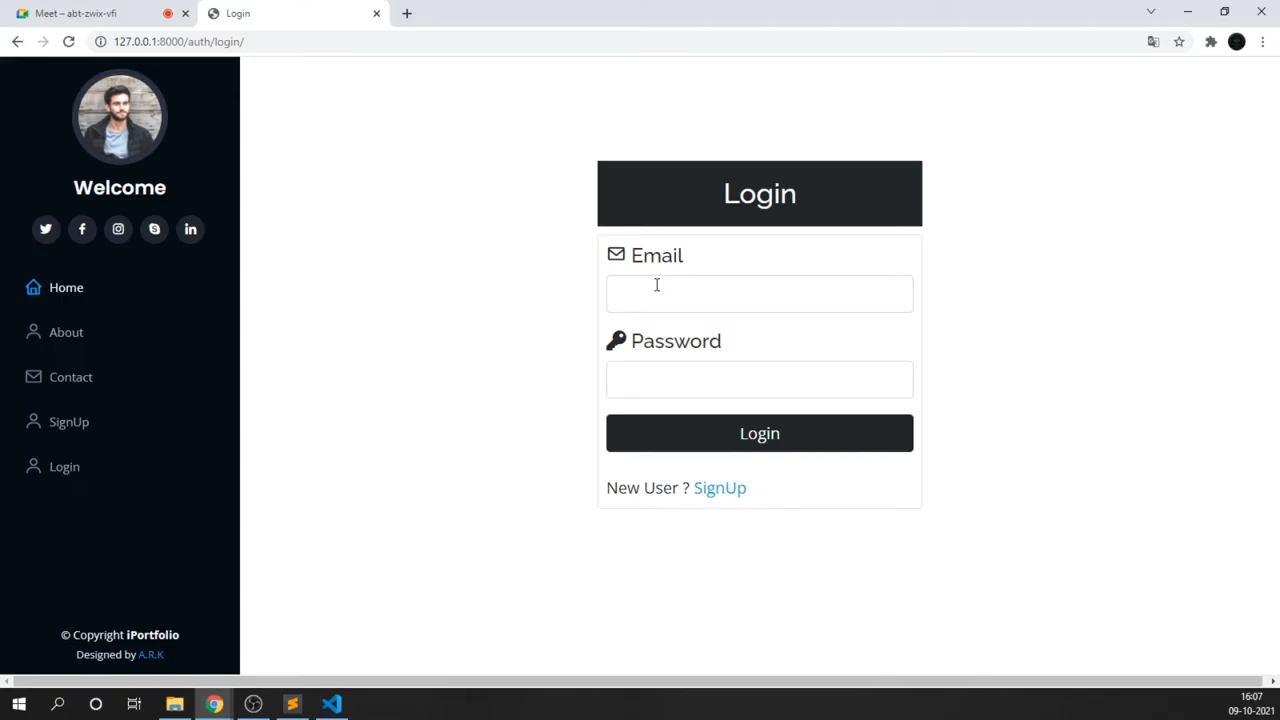 Meet – abt-zwix-vfi
Login
127.0.0.1:8000/auth/login/
Welcome
Home
About
Contact
SignUp
Login
© Copyright iPortfolio
Designed by A.R.K
Login
Email
Password
Login
New User ? SignUp
16:07
09-10-2021